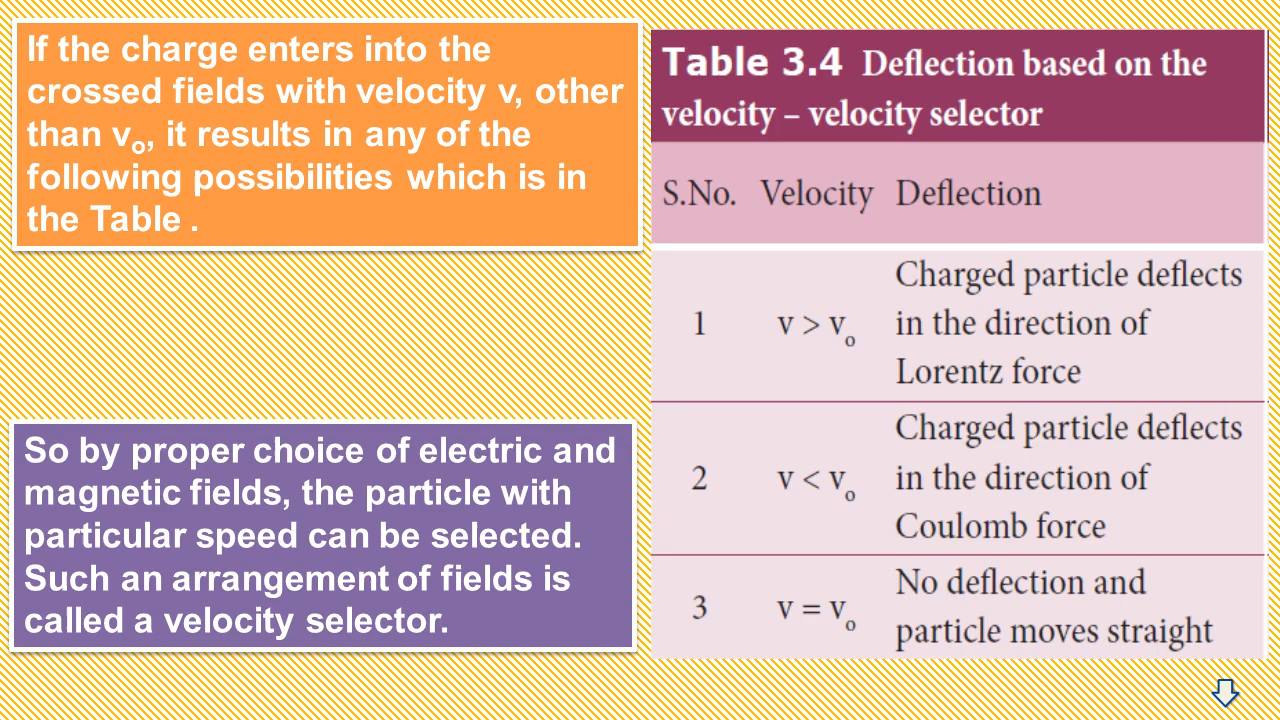 If the charge enters into the
crossed fields with velocity v, other
than vo, it results in any of the
following possibilities which is in
the Table .
So by proper choice of electric and
magnetic fields, the particle with
particular speed can be selected.
Such an arrangement of fields is
called a velocity selector.
Table 3.4 Deflection based on the
velocity – velocity selector
S.No. Velocity Deflection
Charged particle deflects
1 v > vo in the direction of
Lorentz force
Charged particle deflects
2 v < vo in the direction of
Coulomb force
No deflection and
3 v = vo
particle moves straight